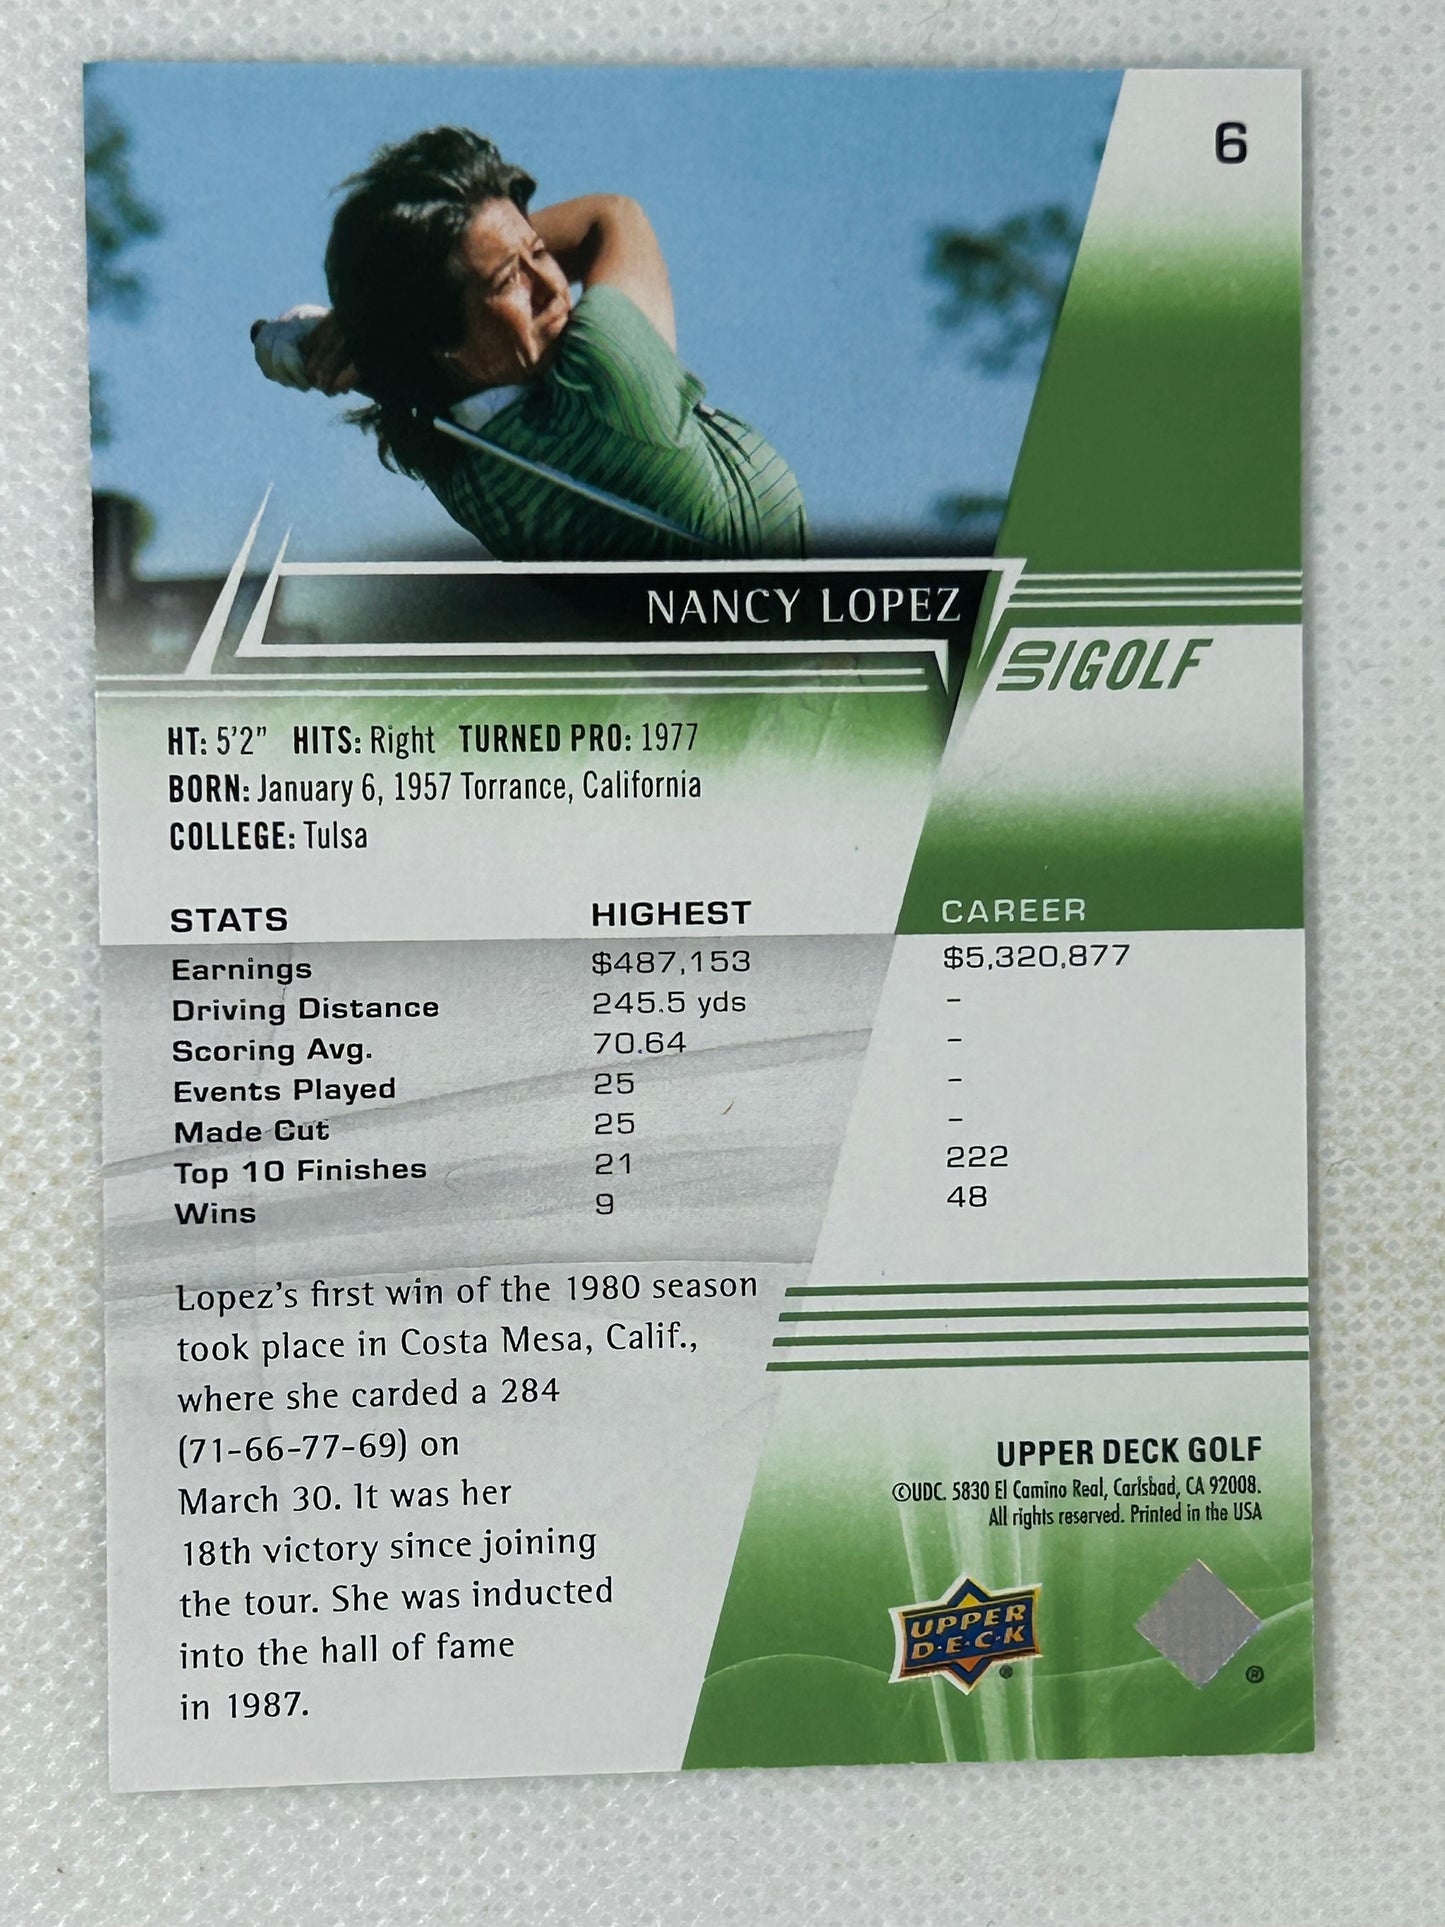 6
NANCY LOPEZ
UD/GOLF
HT: 5'2" HITS: Right TURNED PRO: 1977
BORN: January 6, 1957 Torrance, California
COLLEGE: Tulsa
STATS HIGHEST CAREER
Earnings $487,153 $5,320,877
Driving Distance 245.5 yds –
Scoring Avg. 70.64 –
Events Played 25 –
Made Cut 25 –
Top 10 Finishes 21 222
Wins 9 48
Lopez's first win of the 1980 season
took place in Costa Mesa, Calif.,
where she carded a 284
(71-66-77-69) on
March 30. It was her
18th victory since joining
the tour. She was inducted
into the hall of fame
in 1987.
UPPER DECK GOLF
©UDC. 5830 El Camino Real, Carlsbad, CA 92008.
All rights reserved. Printed in the USA
UPPER
D·E·C·K
®
®